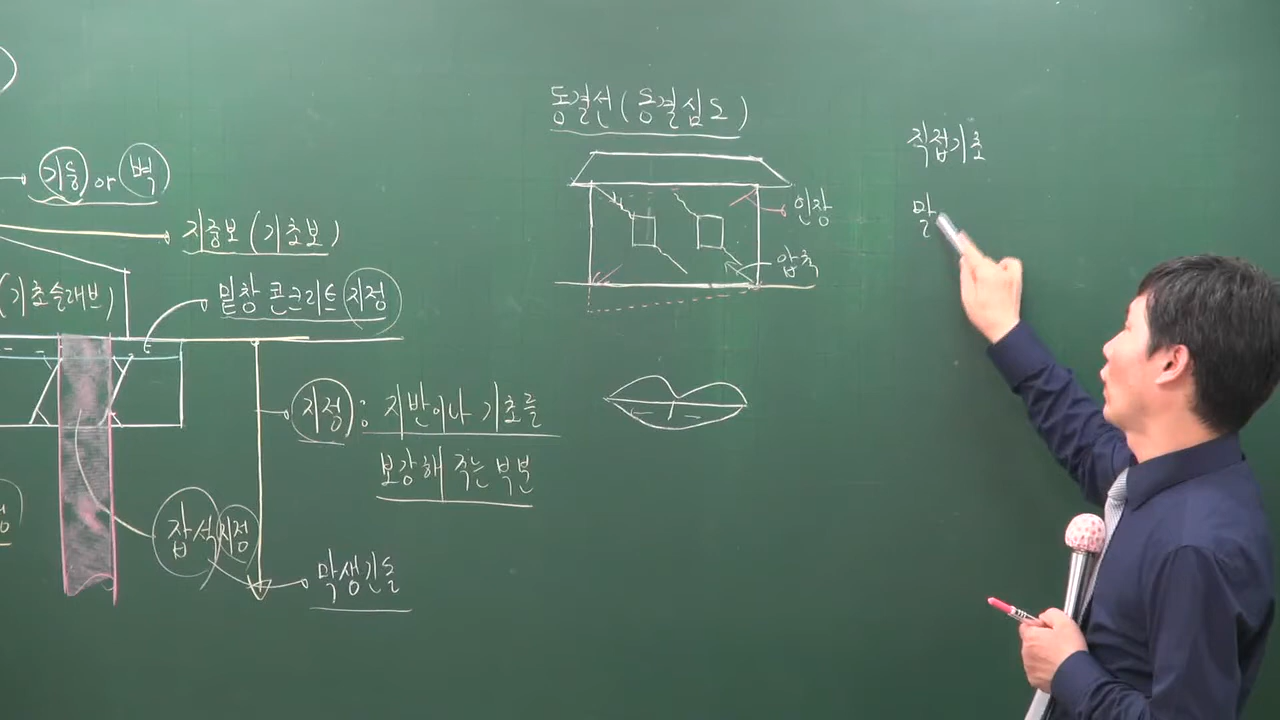 기둥 or 벽
지중보 (기초보)
(기초슬래브)
밑창 콘크리트 지정
지정 : 지반이나 기초를
보강해 주는 부분
잡석지정
막생기둥
동결선 (동결심도)
인장
압축
직접기초
말